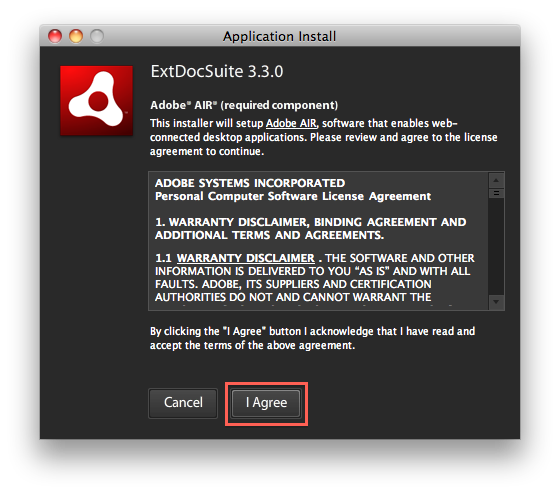 Application Install
ExtDocSuite 3.3.0
Adobe® AIR® (required component)
This installer will setup Adobe AIR, software that enables web-
connected desktop applications. Please review and agree to the license
agreement to continue.
ADOBE SYSTEMS INCORPORATED
Personal Computer Software License Agreement
1. WARRANTY DISCLAIMER, BINDING AGREEMENT AND
ADDITIONAL TERMS AND AGREEMENTS.
1.1 WARRANTY DISCLAIMER . THE SOFTWARE AND OTHER
INFORMATION IS DELIVERED TO YOU “AS IS” AND WITH ALL
FAULTS. ADOBE, ITS SUPPLIERS AND CERTIFICATION
AUTHORITIES DO NOT AND CANNOT WARRANT THE
By clicking the "I Agree" button I acknowledge that I have read and
accept the terms of the above agreement.
Cancel
I Agree